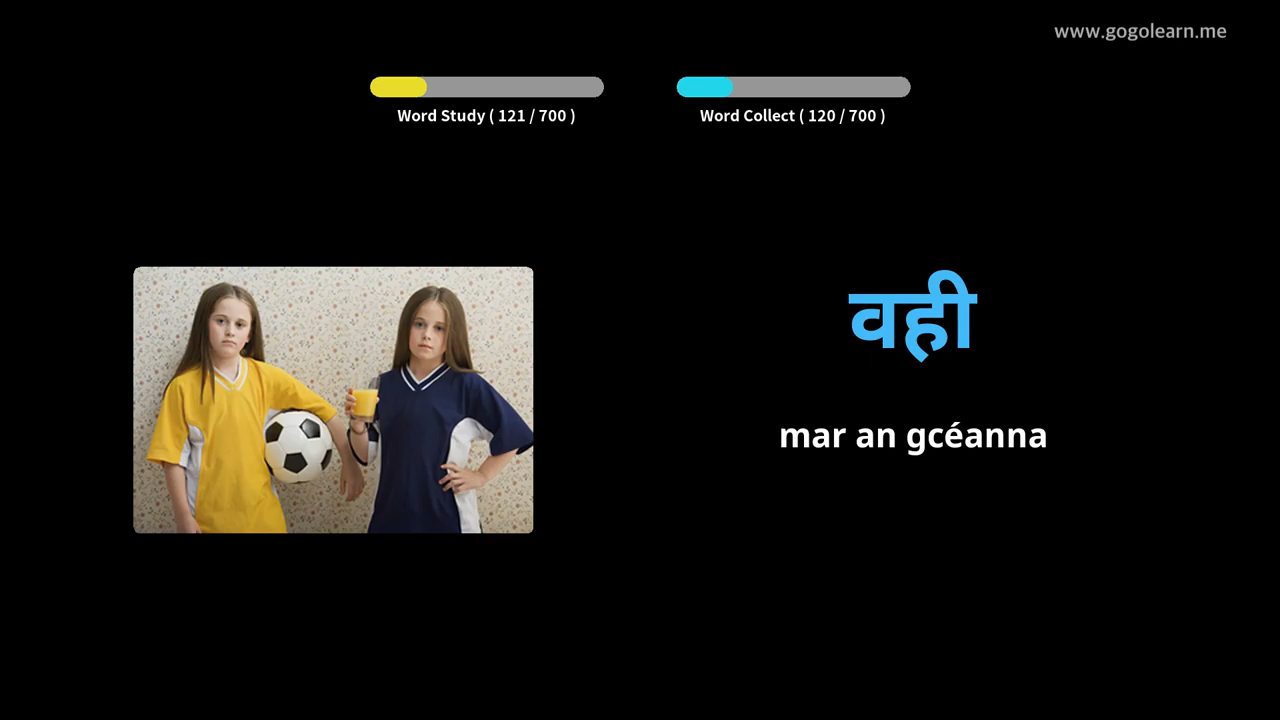 www.gogolearn.me
Word Study ( 121 / 700 )
Word Collect ( 120 / 700 )
वही
mar an gcéanna